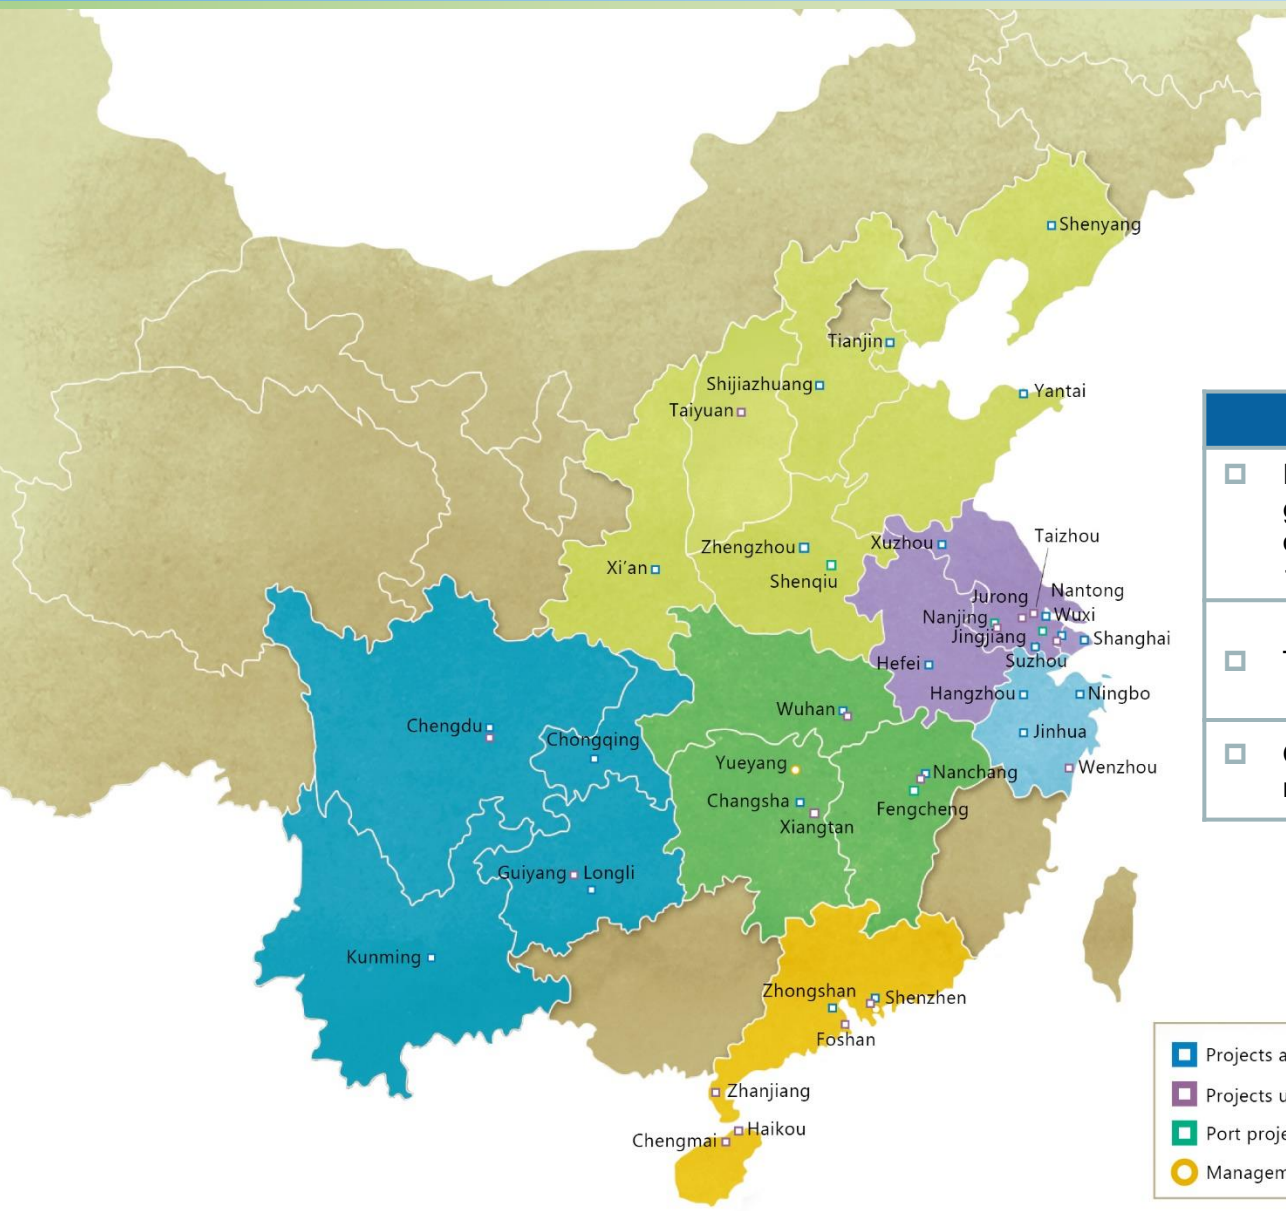 Shenyang
Tianjin
Shijiazhuang
Yantai
Taiyuan
Taizhou
Xuzhou
Zhengzhou
Xi'an
Shenqiu
Nantong
Jurong
Wuxi
Nanjing
Jingjiang
Shanghai
Suzhou
Hefei
Hangzhou
Ningbo
Wuhan
Chengdu
Jinhua
Chongqing
Yueyang
Wenzhou
Nanchang
Changsha
Fengcheng
Xiangtan
Guiyang
Longli
Kunming
Zhongshan
Shenzhen
Foshan
Zhanjiang
Haikou
Chengmai
Projects
Projects
Port